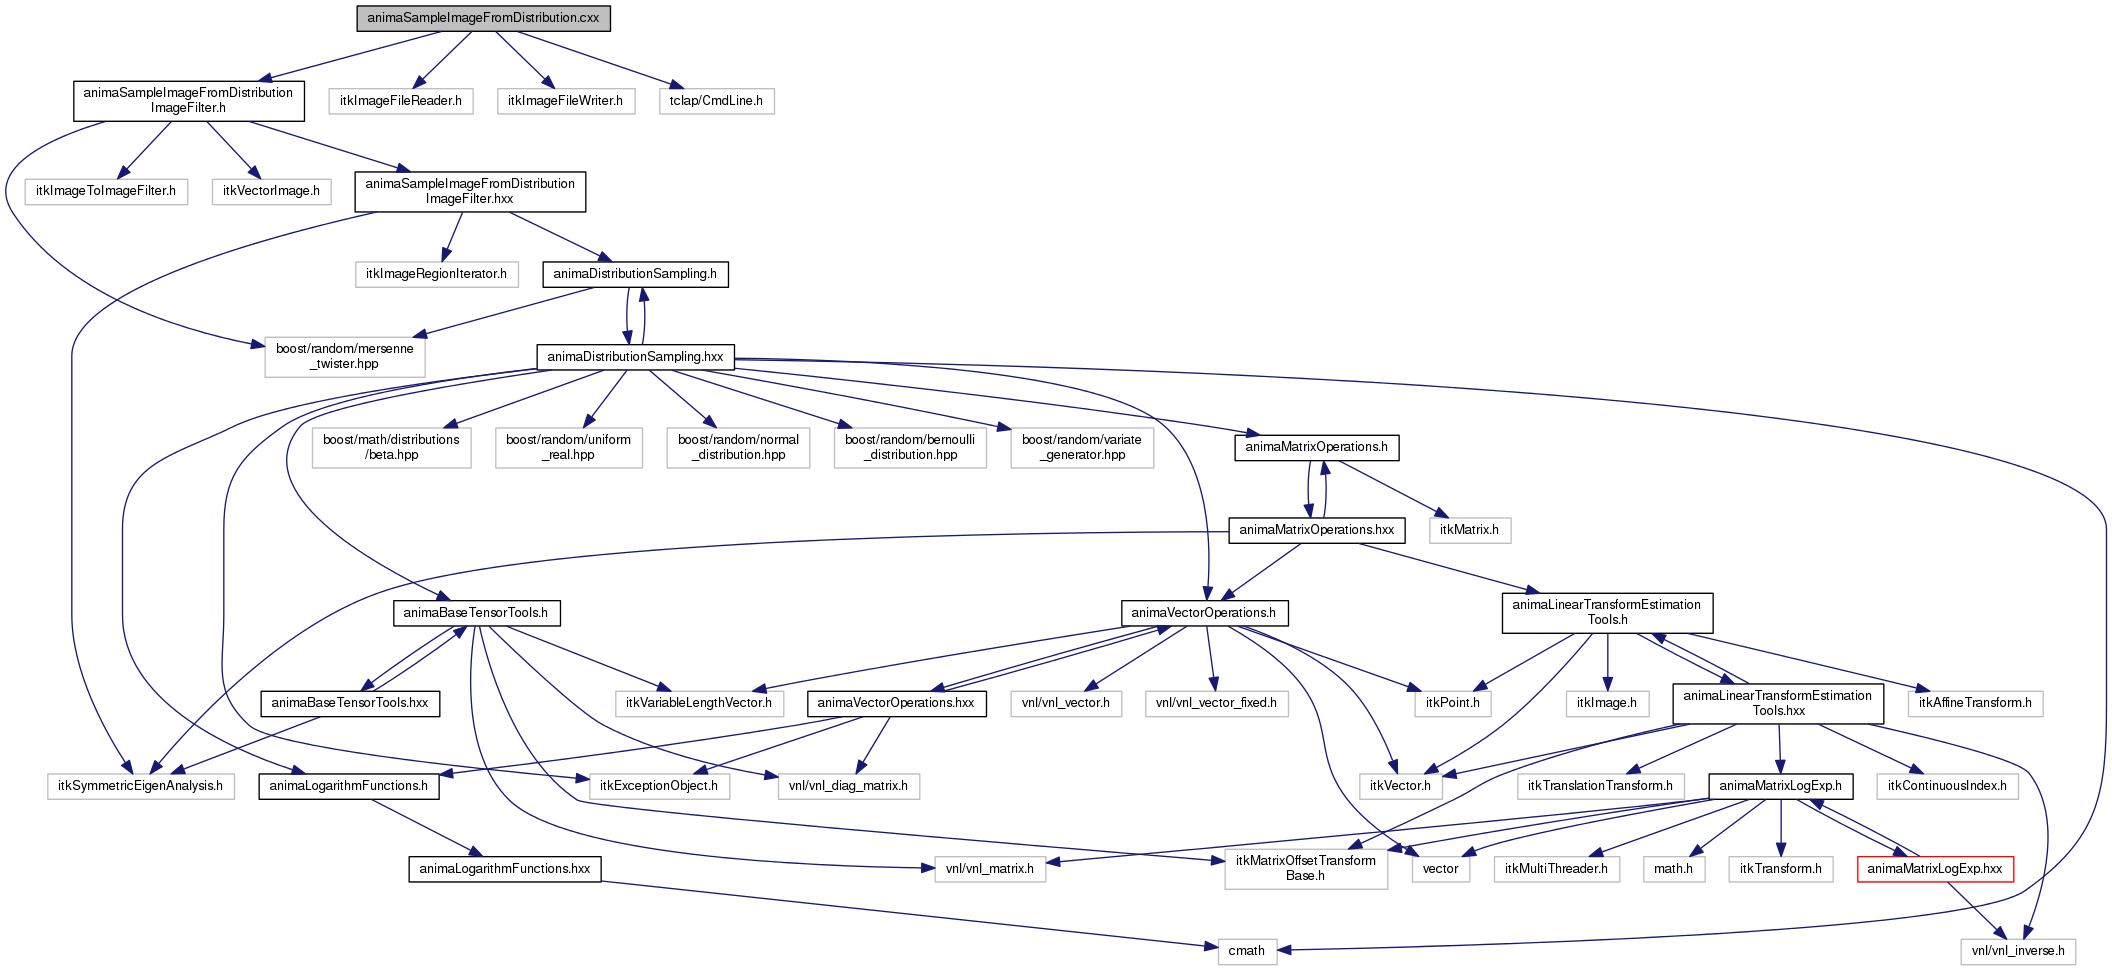 animaSampleImageFromDistribution.cxx
animaSampleImageFromDistribution
ImageFilter.h
itkImageFileReader.h
itkImageFileWriter.h
tclap/CmdLine.h
itkImageToImageFilter.h
itkVectorImage.h
animaSampleImageFromDistribution
ImageFilter.hxx
itkImageRegionIterator.h
animaDistributionSampling.h
boost/random/mersenne
_twister.hpp
animaDistributionSampling.hxx
boost/math/distributions
/beta.hpp
boost/random/uniform
_real.hpp
boost/random/normal
_distribution.hpp
boost/random/bernoulli
_distribution.hpp
boost/random/variate
_generator.hpp
animaMatrixOperations.h
animaMatrixOperations.hxx
itkMatrix.h
animaBaseTensorTools.h
animaVectorOperations.h
animaLinearTransformEstimation
Tools.h
animaBaseTensorTools.hxx
itkVariableLengthVector.h
animaVectorOperations.hxx
vnl/vnl_vector.h
vnl/vnl_vector_fixed.h
itkPoint.h
itkImage.h
animaLinearTransformEstimation
Tools.hxx
itkAffineTransform.h
itkSymmetricEigenAnalysis.h
animaLogarithmFunctions.h
itkExceptionObject.h
vnl/vnl_diag_matrix.h
itkVector.h
itkTranslationTransform.h
animaMatrixLogExp.h
itkContinuousIndex.h
animaLogarithmFunctions.hxx
vnl/vnl_matrix.h
itkMatrixOffsetTransform
Base.h
vector
itkMultiThreader.h
math.h
itkTransform.h
animaMatrixLogExp.hxx
cmath
vnl/vnl_inverse.h